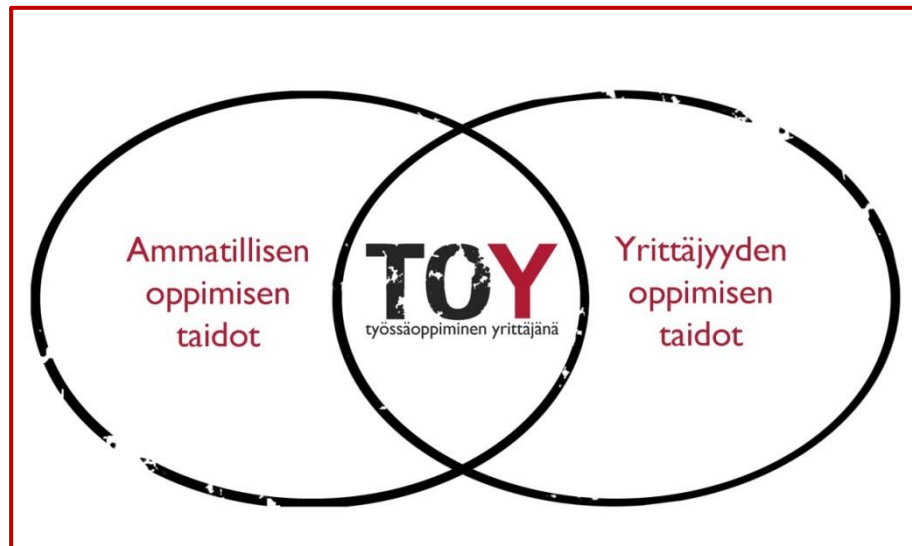 Ammatillisen
oppimisen
taidot
TOY
työssäoppiminen yrittäjänä
Yrittäjyyden
oppimisen
taidot